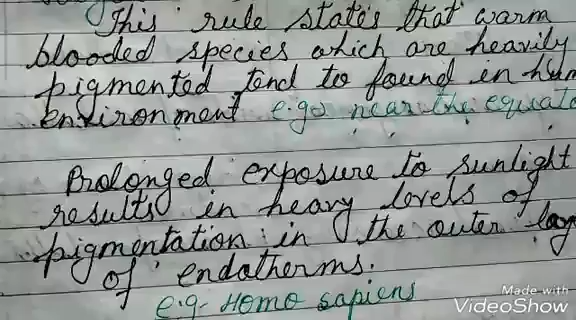 This rule states that warm
blooded species which are heavily
pigmented tend to found in hum
environment e.g. near the equato
Prolonged exposure to sunlight
results in heavy levels of
pigmentation in the outer lay
of endatherms.
e.g- Homo sapiens
Made with
VideoShow